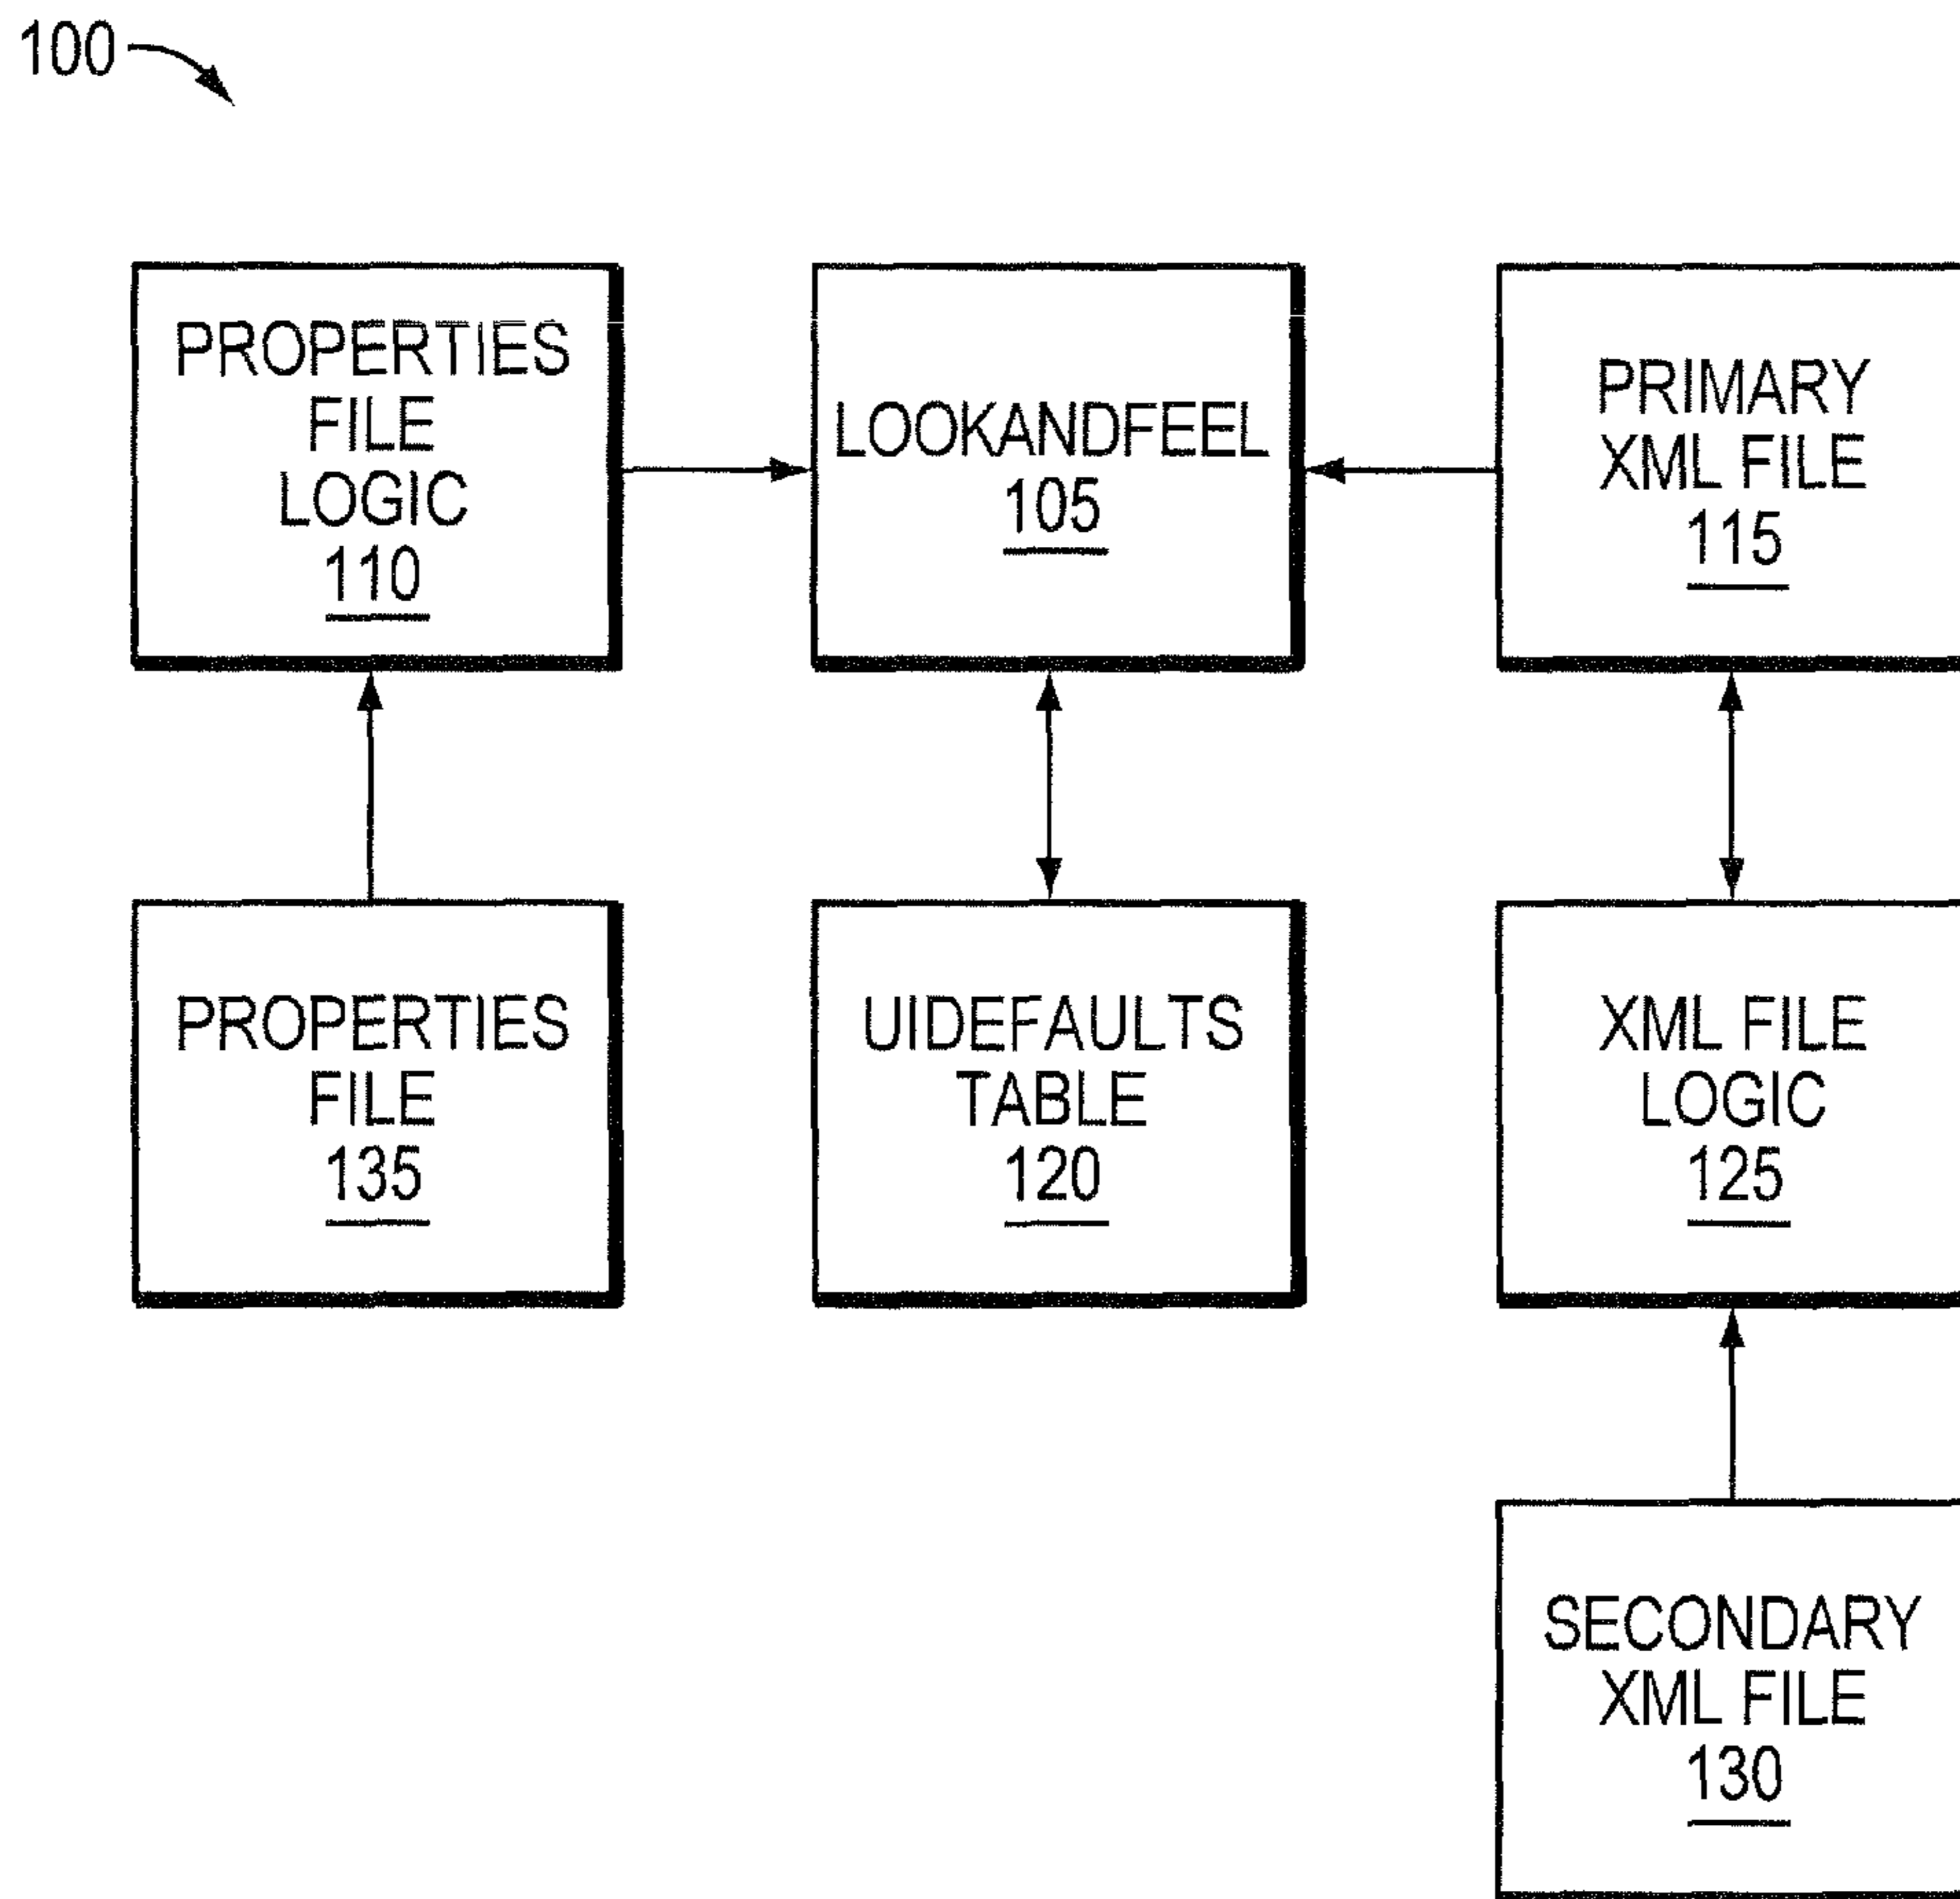 100
PROPERTIES
FILE
LOGIC
110
LOOKANDFEEL
105
PRIMARY
XML FILE
115
PROPERTIES
FILE
135
UIDEFAULTS
TABLE
120
XML FILE
LOGIC
125
SECONDARY
XML FILE
130